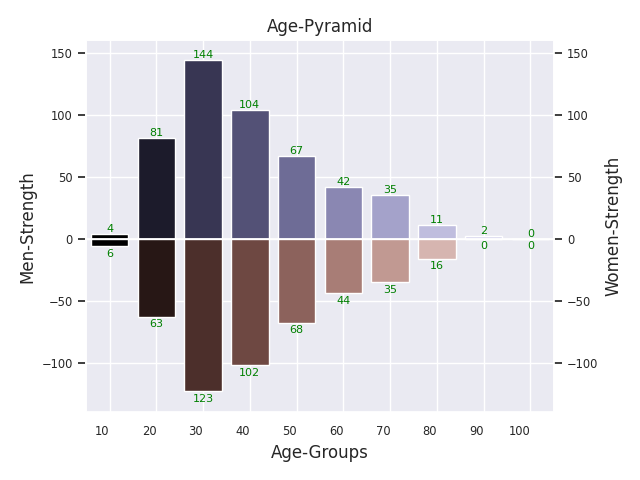 Age-Pyramid
150 144 150
100 104 100
81
67
50 42 35 50
4 11 2 0
0 6 0 0 0
16
−50 44 35 −50
63 68
−100 102 −100
123
10 20 30 40 50 60 70 80 90 100
Age-Groups
Men-Strength
Women-Strength